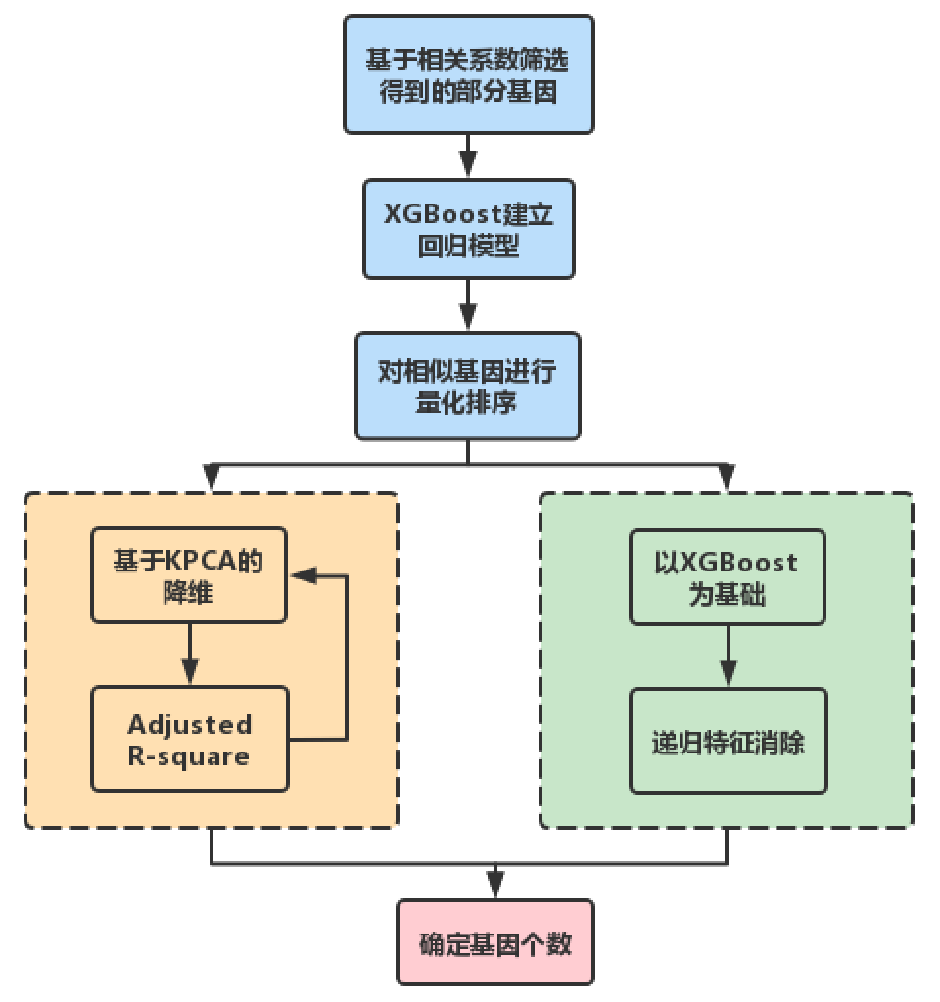 基于相关系数筛选
得到的部分基因
XGBoost建立
回归模型
对相似基因进行
量化排序
基于KPCA的
降维
Adjusted
R-square
以XGBoost
为基础
递归特征消除
确定基因个数